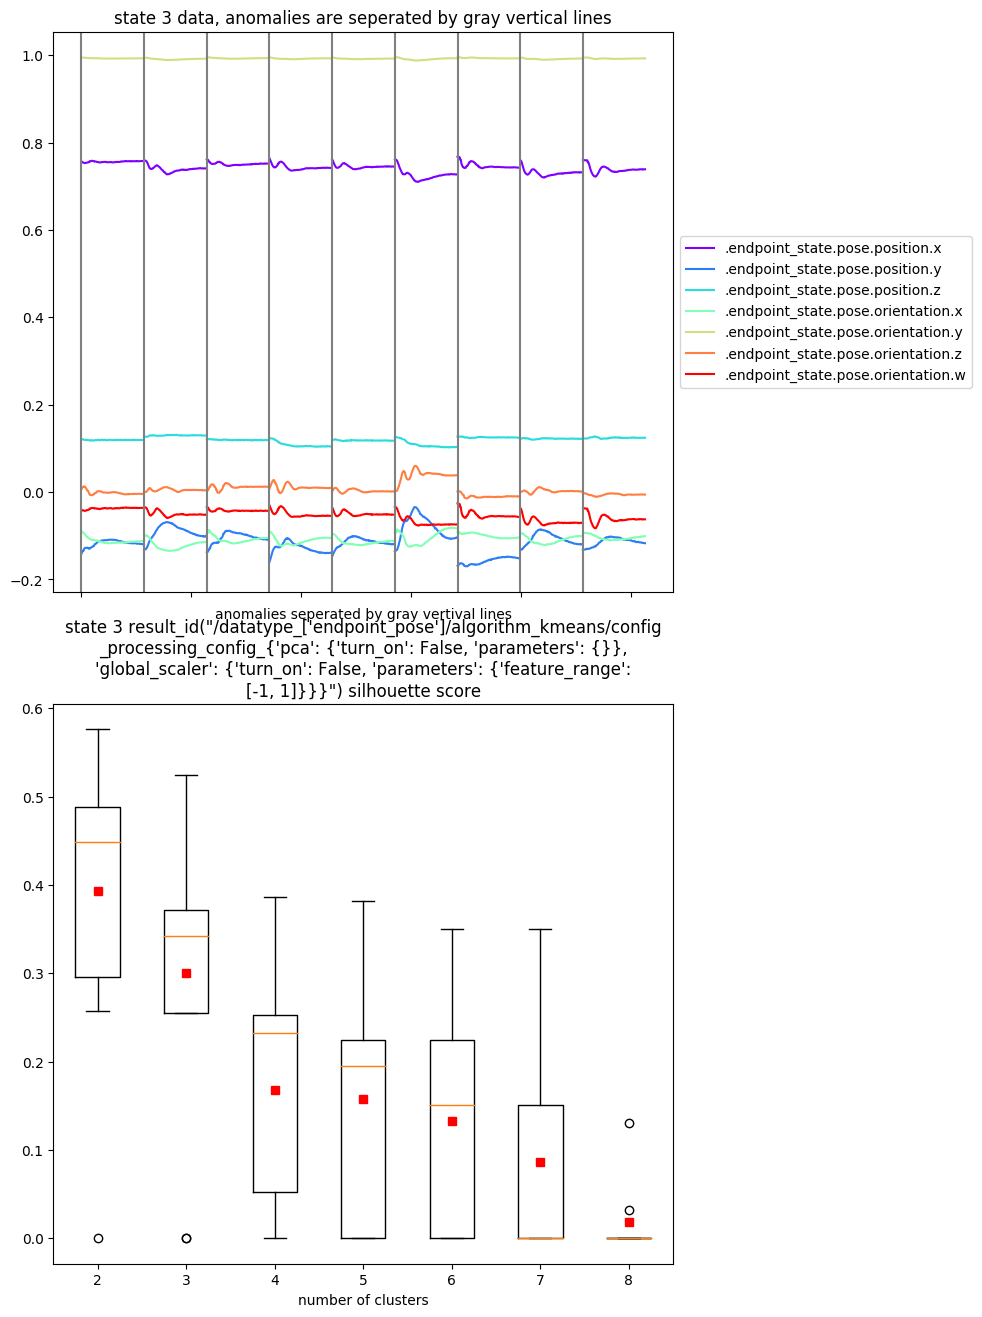 state 3 data, anomalies are seperated by gray vertical lines
1.0
0.8
0.6
0.4
0.2
0.0
−0.2
.endpoint_state.pose.position.x
.endpoint_state.pose.position.y
.endpoint_state.pose.position.z
.endpoint_state.pose.orientation.x
.endpoint_state.pose.orientation.y
.endpoint_state.pose.orientation.z
.endpoint_state.pose.orientation.w
anomalies seperated by gray vertival lines
state 3 result_id("/datatype_['endpoint_pose']/algorithm_kmeans/config
_processing_config_{'pca': {'turn_on': False, 'parameters': {}},
'global_scaler': {'turn_on': False, 'parameters': {'feature_range':
[-1, 1]}}}") silhouette score
0.6
0.5
0.4
0.3
0.2
0.1
0.0
2 3 4 5 6 7 8
number of clusters